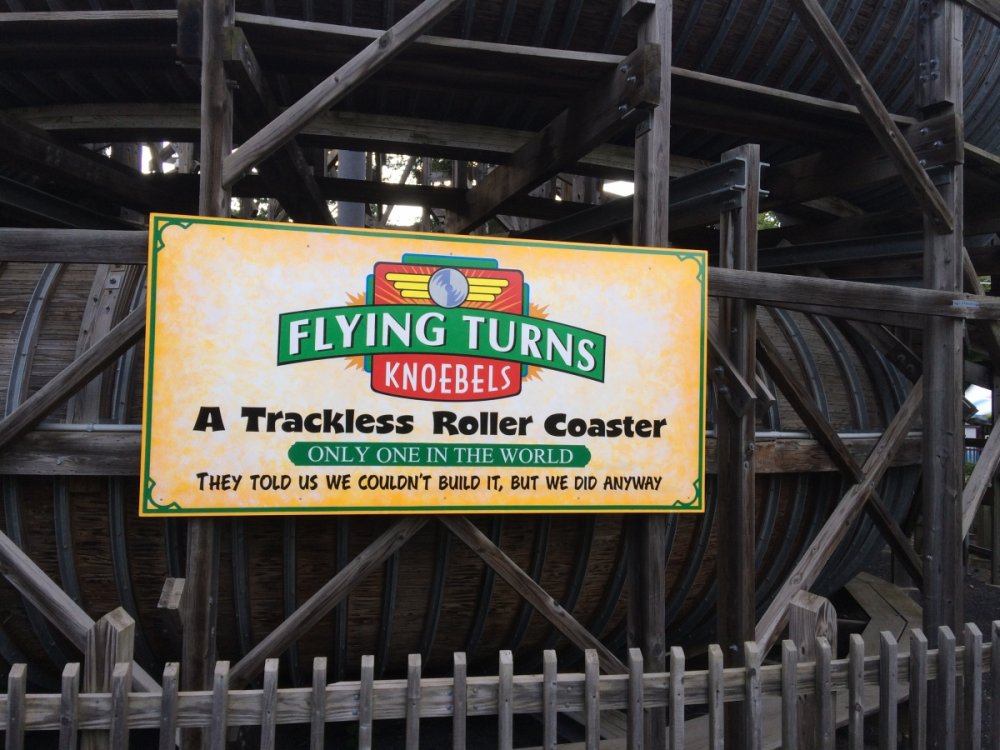 FLYING TURNS
KNOEBELS
A Trackless Roller Coaster
ONLY ONE IN THE WORLD
THEY TOLD US WE COULDN'T BUILD IT, BUT WE DID ANYWAY